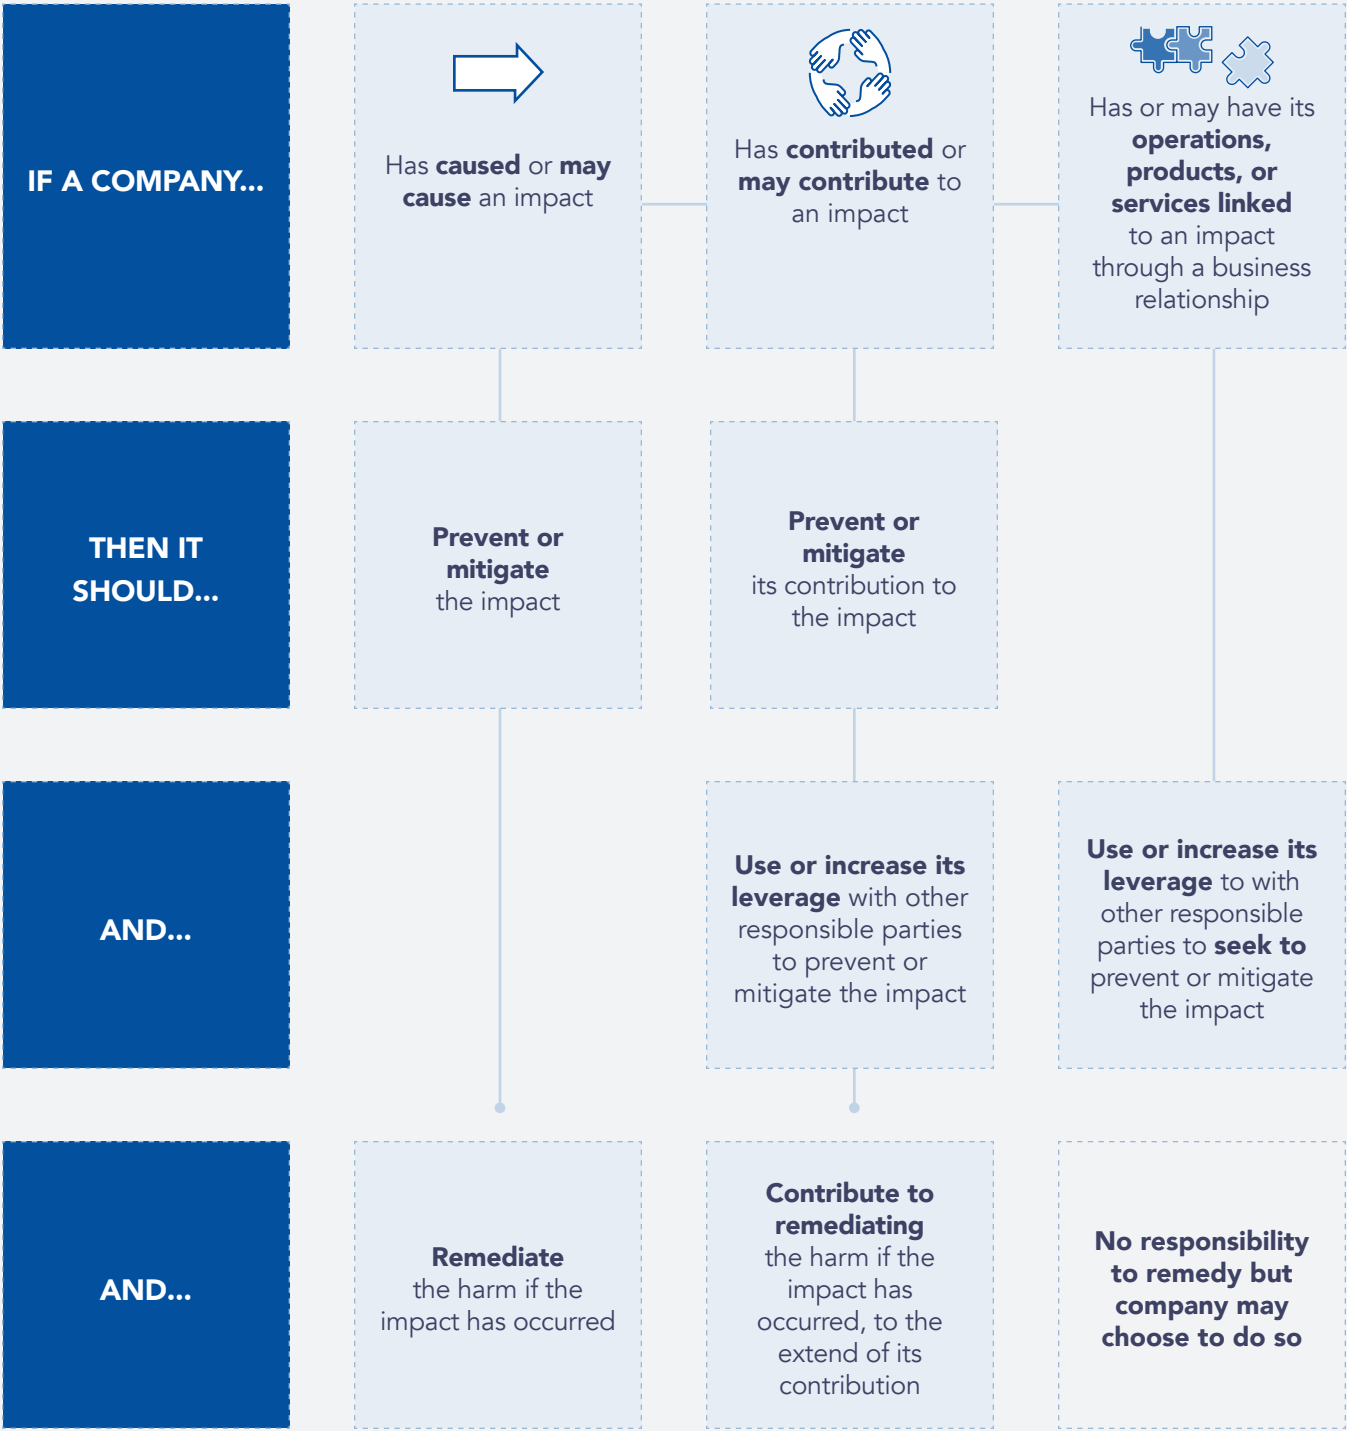 IF A COMPANY...
Has caused or may
cause an impact
Has contributed or
may contribute to
an impact
Has or may have its
operations,
products, or
services linked
to an impact
through a business
relationship
THEN IT
SHOULD...
Prevent or
mitigate
the impact
Prevent or
mitigate
its contribution to
the impact
AND...
Use or increase its
leverage with other
responsible parties
to prevent or
mitigate the impact
Use or increase its
leverage to with
other responsible
parties to seek to
prevent or mitigate
the impact
AND...
Remediate
the harm if the
impact has occurred
Contribute to
remediating
the harm if the
impact has
occurred, to the
extend of its
contribution
No responsibility
to remedy but
company may
choose to do so